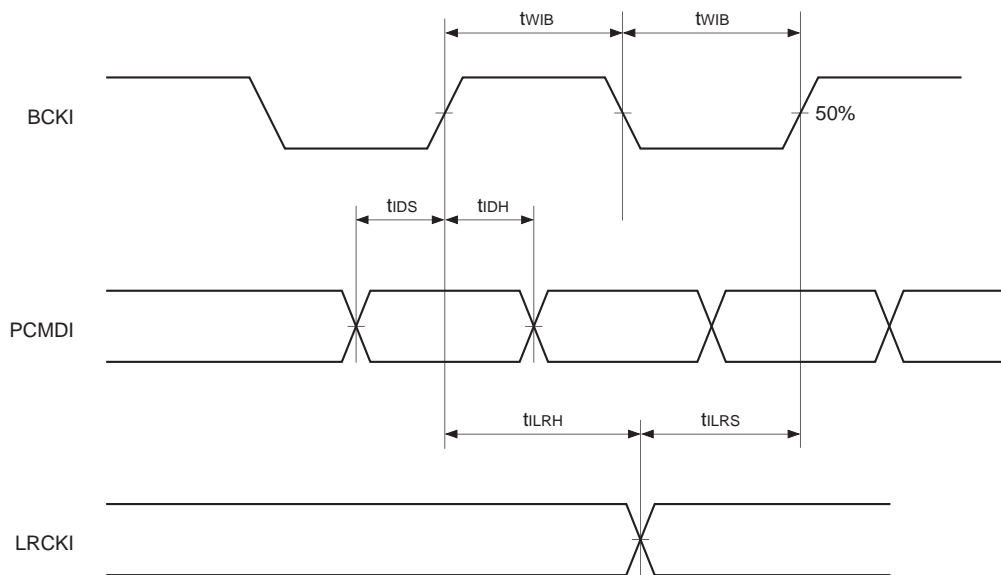 tWIB tWIB
BCKI
50%
tIDS tIDH
PCMDI
tILRH tILRS
LRCKI